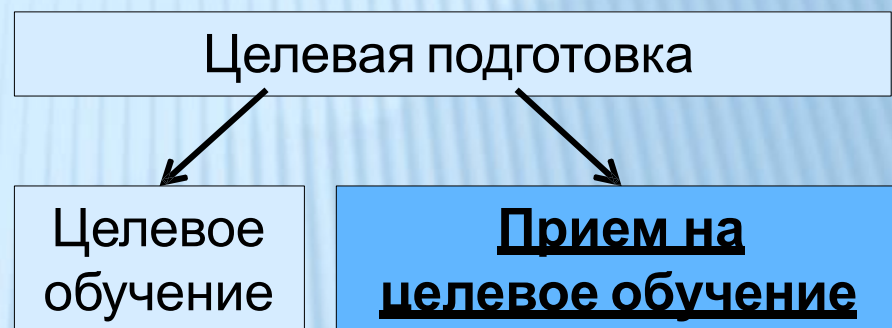 Целевая подготовка
Целевое
обучение
Прием на
целевое обучение